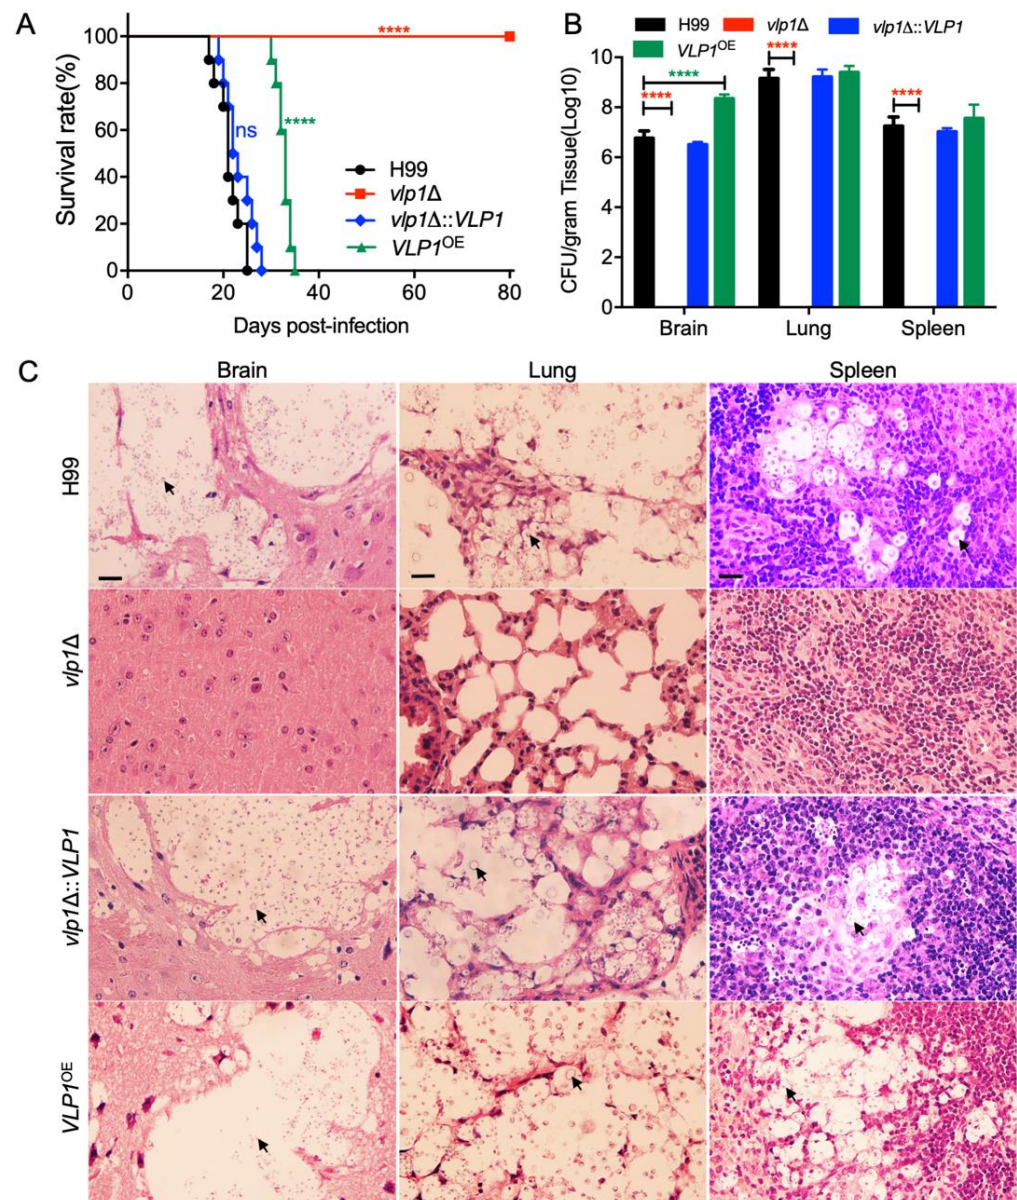 A
****
100
80
60
40
20
0
Survival rate(%)
ns
****
H99
vlp1Δ
vlp1Δ::VLP1
VLP1OE
0 20 40 60 80
Days post-infection
B
H99 vlp1Δ vlp1Δ::VLP1
VLP1OE
10
8
6
4
2
0
CFU/gram Tissue(Log10)
****
****
****
****
Brain Lung Spleen
C
Brain Lung Spleen
H99
vlp1Δ
vlp1Δ::VLP1
VLP1OE